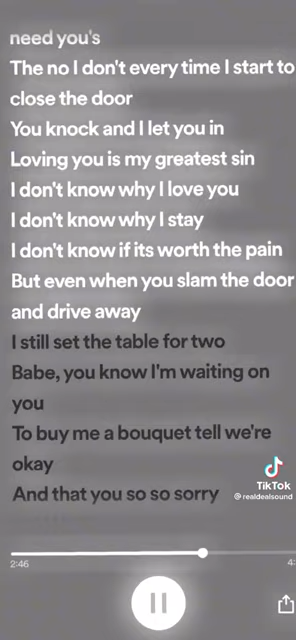 need you's
The no I don't every time I start to
close the door
You knock and I let you in
Loving you is my greatest sin
I don't know why I love you
I don't know why I stay
I don't know if its worth the pain
But even when you slam the door
and drive away
I still set the table for two
Babe, you know I'm waiting on
you
To buy me a bouquet tell we're
okay
And that you so so sorry
TikTok
@realdealsound
2:46
4: